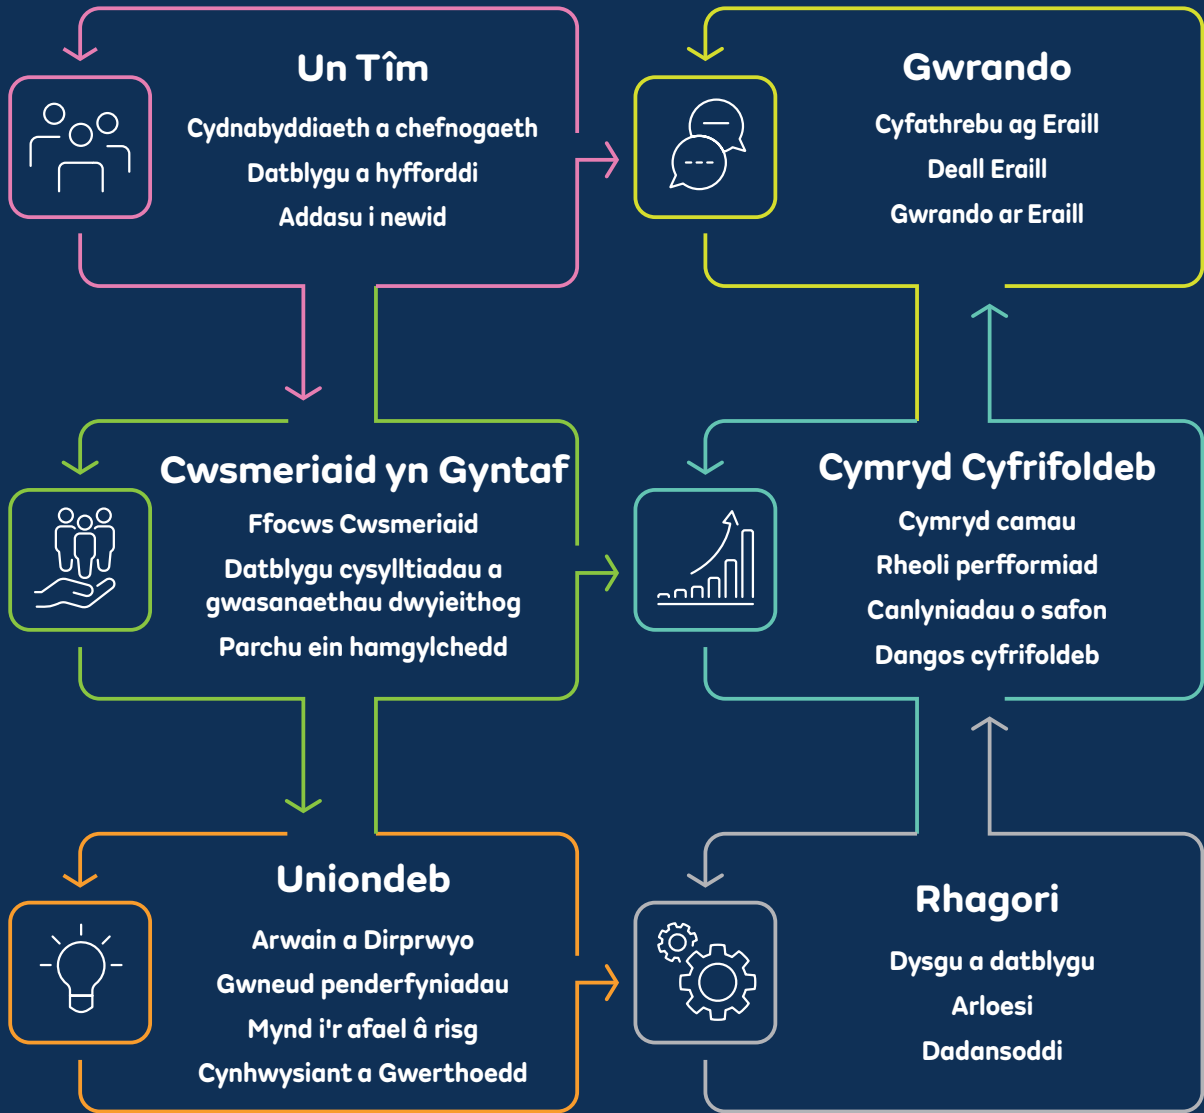 Un Tîm
Cydnabyddiaeth a chefnogaeth
Datblygu a hyfforddi
Addasu i newid
Gwrando
Cyfathrebu ag Eraill
Deall Eraill
Gwrando ar Eraill
Cwsmeriaid yn Gyntaf
Ffocws Cwsmeriaid
Datblygu cysylltiadau a
gwasanaethau dwyieithog
Parchu ein hamgylchedd
Cymryd Cyfrifoldeb
Cymryd camau
Rheoli perfformiad
Canlyniadau o safon
Dangos cyfrifoldeb
Uniondeb
Arwain a Dirprwyo
Gwneud penderfyniadau
Mynd i'r afael â risg
Cynhwysiant a Gwerthoedd
Rhagori
Dysgu a datblygu
Arloesi
Dadansoddi